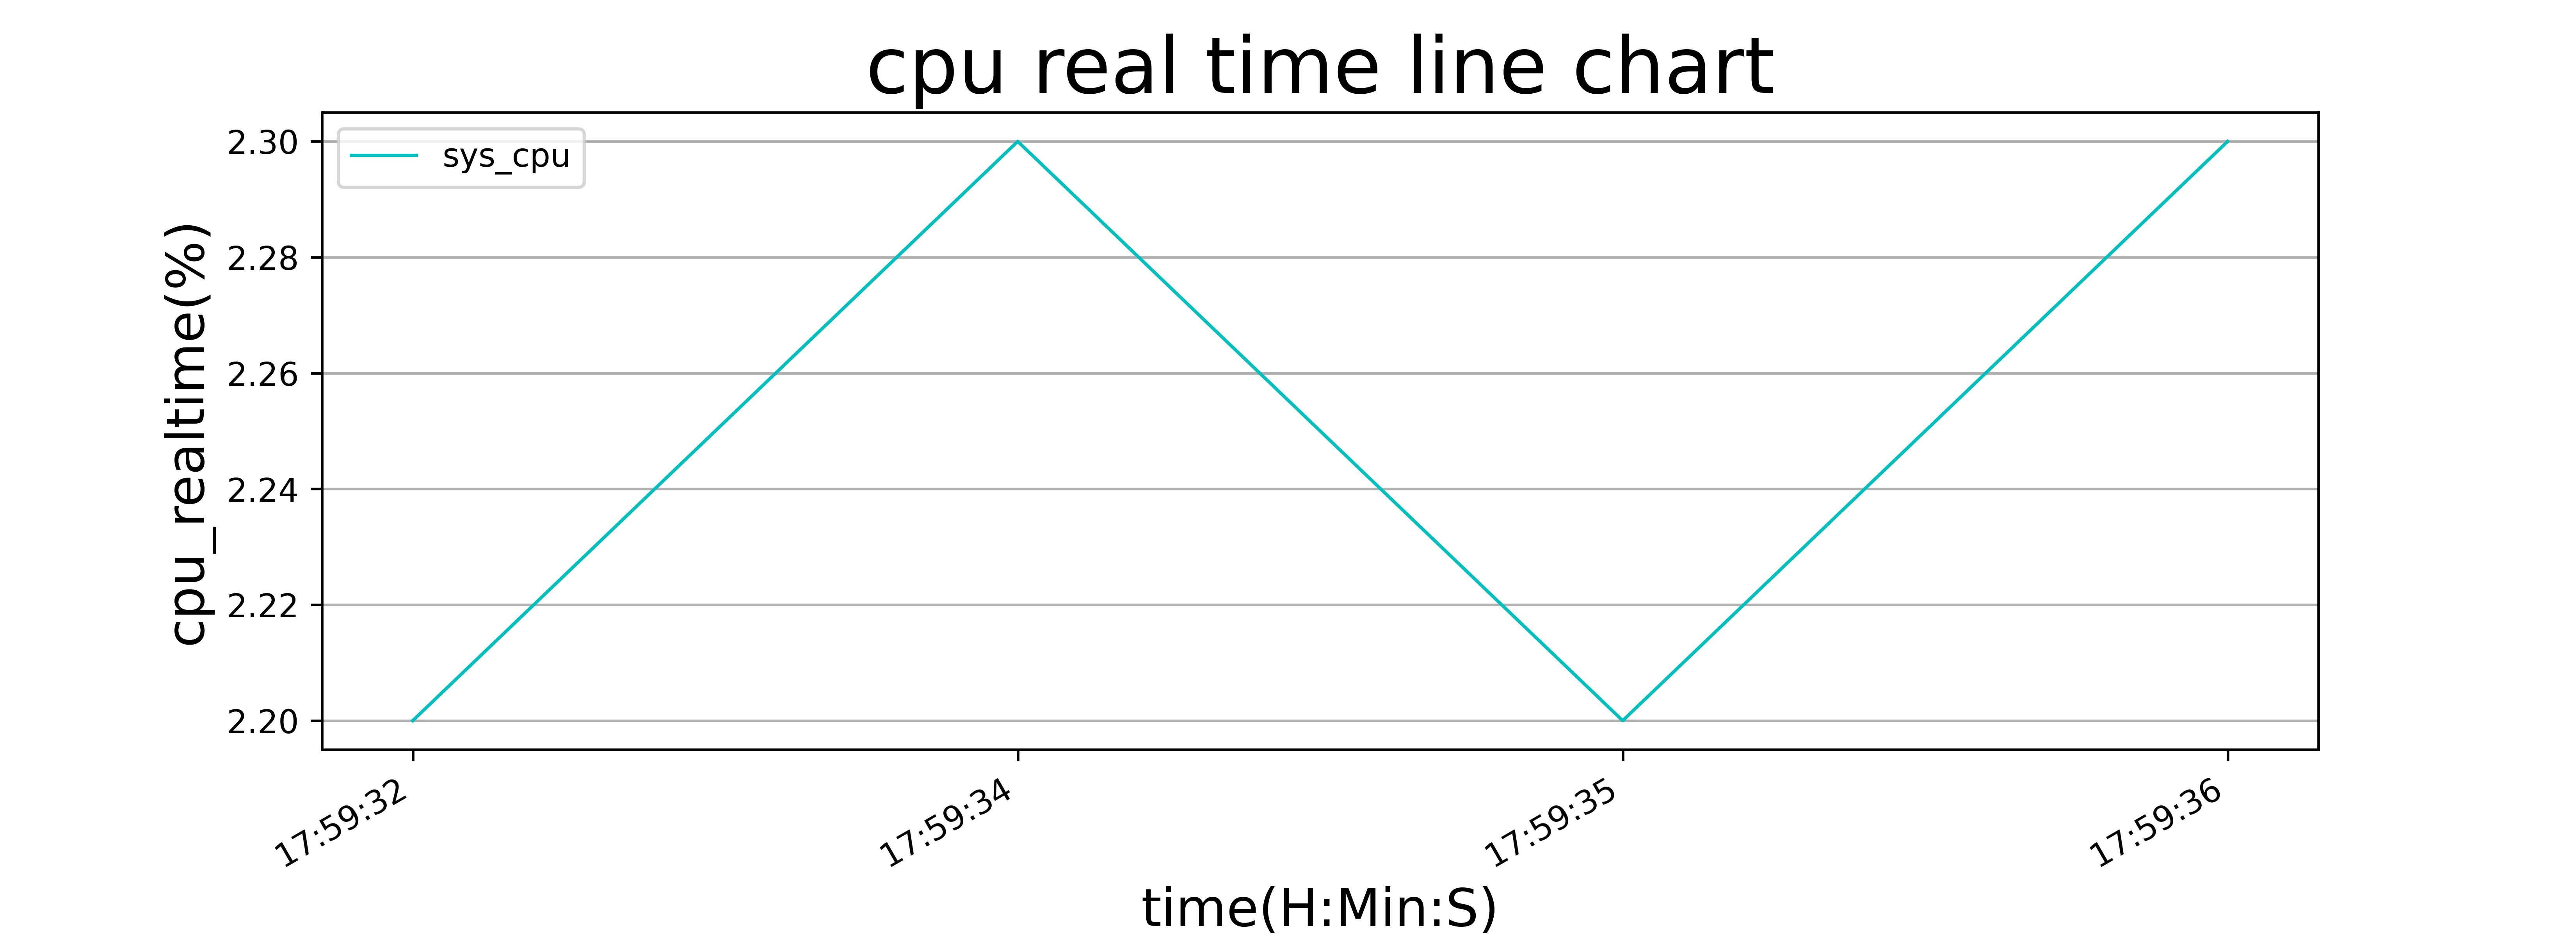 cpu real time line chart
sys_cpu
cpu_realtime(%)
2.30
2.28
2.26
2.24
2.22
2.20
17:59:32
17:59:34
17:59:35
17:59:36
time(H:Min:S)